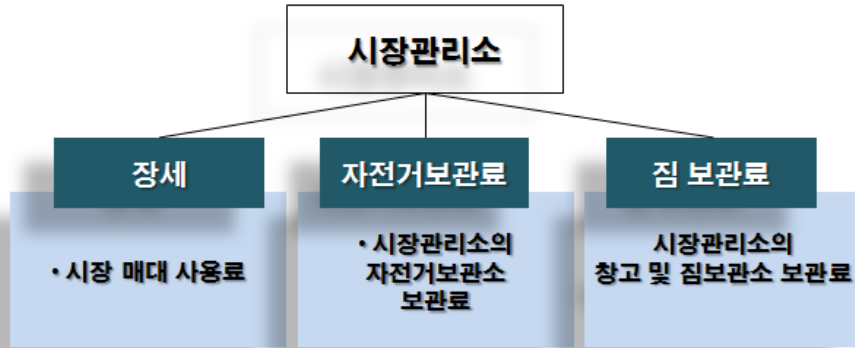 시장관리소
장세
자전거보관료
짐 보관료
• 시장 매대 사용료
• 시장관리소의
자전거보관소
보관료
시장관리소의
창고 및 짐보관소 보관료